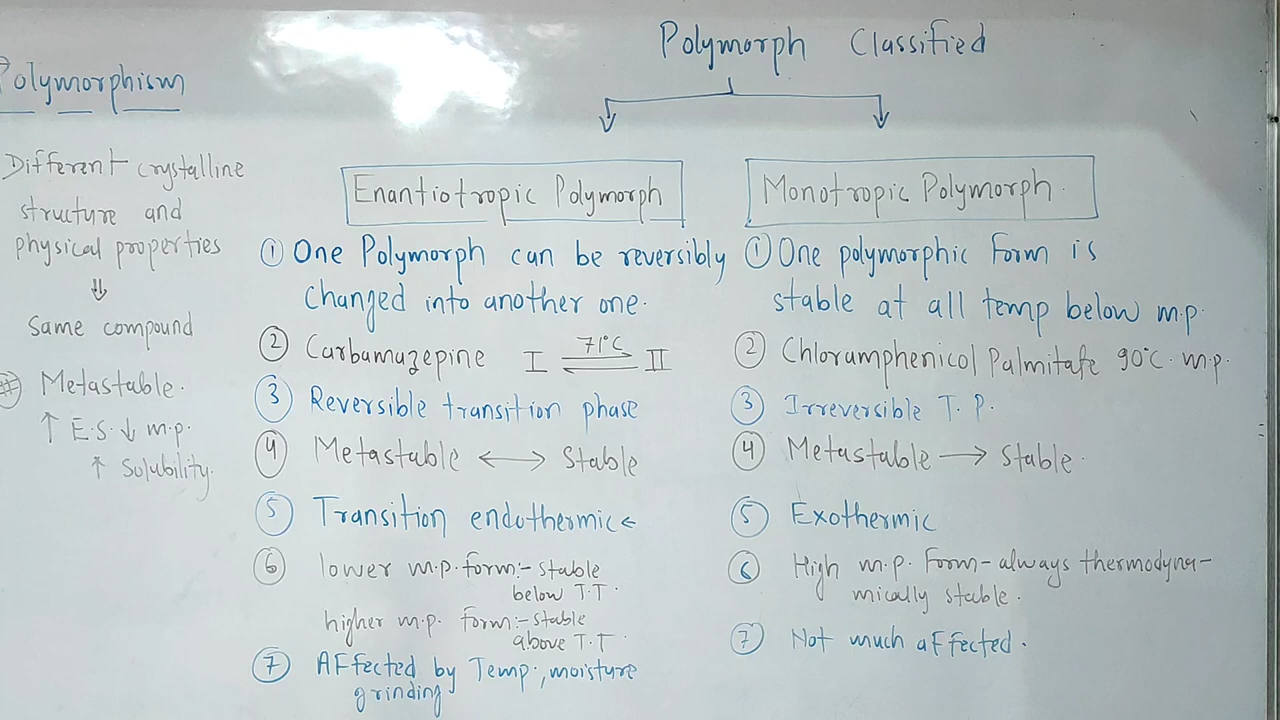 Polymorph Classified
Polymorphism
Different crystalline
structure and
physical properties
⇓
Same compound
# Metastable.
↑ E.S. ↓ m.p.
↑ Solubility.
Enantiotropic Polymorph
① One Polymorph can be reversibly
changed into another one.
② Carbamazepine I ⇌ II
71°C
③ Reversible transition phase
④ Metastable ⟷ Stable
⑤ Transition endothermic
⑥ lower m.p. form:- stable
below T.T.
higher m.p. form:- stable
above T.T.
⑦ Affected by Temp., moisture
grinding
Monotropic Polymorph.
① One polymorphic Form is
stable at all temp below m.p.
② Chloramphenicol Palmitate 90°C. m.p.
③ Irreversible T. P.
④ Metastable → Stable.
⑤ Exothermic
⑥ High m.p. Form - always thermodyna-
mically stable.
⑦ Not much affected.